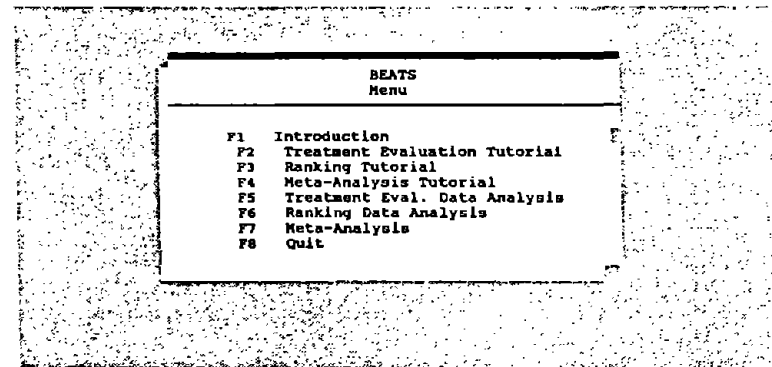 BEATS
Menu
F1 Introduction
F2 Treatment Evaluation Tutorial
F3 Ranking Tutorial
F4 Meta-Analysis Tutorial
F5 Treatment Eval. Data Analysis
F6 Ranking Data Analysis
F7 Meta-Analysis
F8 Quit